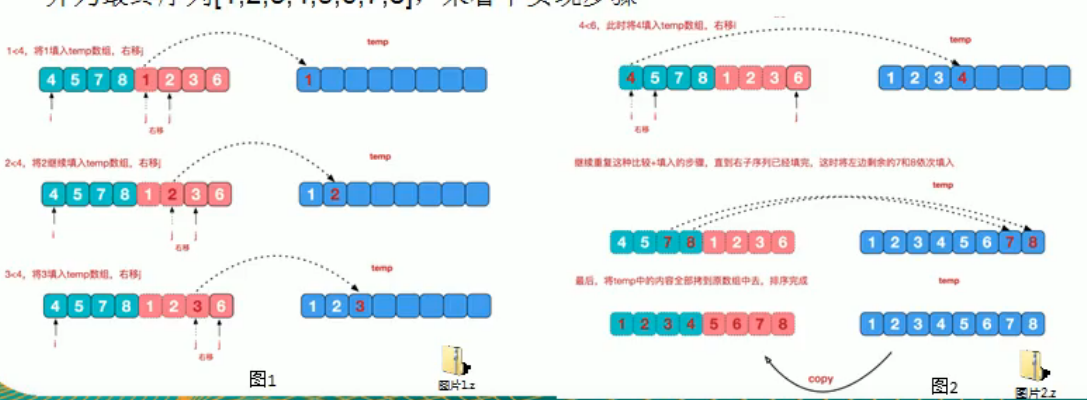 1<4，将1填入temp数组，右移j
temp
4 5 7 8 1 2 3 6
1
i j j
右移
2<4，将2继续填入temp数组，右移j
temp
4 5 7 8 1 2 3 6
1 2
i j j
右移
3<4，将3填入temp数组，右移j
temp
4 5 7 8 1 2 3 6
1 2 3
i j j
右移
图1
图片1.z
4<6，此时将4填入temp数组，右移i
temp
4 5 7 8 1 2 3 6
1 2 3 4
i i j
右移
继续重复这种比较+填入的步骤，直到右子序列已经填完，这时将左边剩余的7和8依次填入
temp
4 5 7 8 1 2 3 6
1 2 3 4 5 6 7 8
最后，将temp中的内容全部拷到原数组中去，排序完成
temp
1 2 3 4 5 6 7 8
1 2 3 4 5 6 7 8
copy
图2
图片2.z